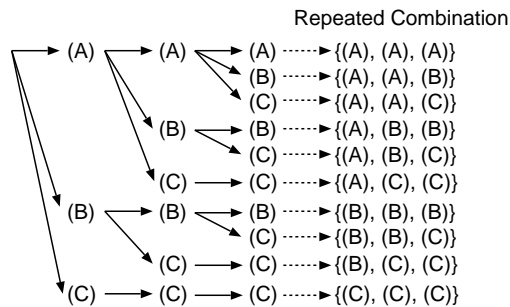 Repeated Combination
(A) (A) (A) {(A), (A), (A)}
(B) {(A), (A), (B)}
(C) {(A), (A), (C)}
(B) (B) {(A), (B), (B)}
(C) {(A), (B), (C)}
(C) (C) {(A), (C), (C)}
(B) (B) (B) {(B), (B), (B)}
(C) {(B), (B), (C)}
(C) (C) {(B), (C), (C)}
(C) (C) (C) {(C), (C), (C)}